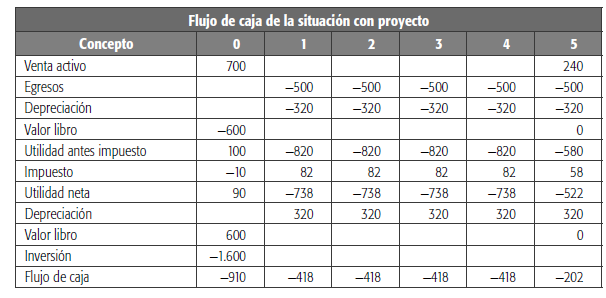 Flujo de caja de la situación con proyecto
Concepto 0 1 2 3 4 5
Venta activo 700 240
Egresos –500 –500 –500 –500 –500
Depreciación –320 –320 –320 –320 –320
Valor libro –600 0
Utilidad antes impuesto 100 –820 –820 –820 –820 –580
Impuesto –10 82 82 82 82 58
Utilidad neta 90 –738 –738 –738 –738 –522
Depreciación 320 320 320 320 320
Valor libro 600 0
Inversión –1.600
Flujo de caja –910 –418 –418 –418 –418 –202